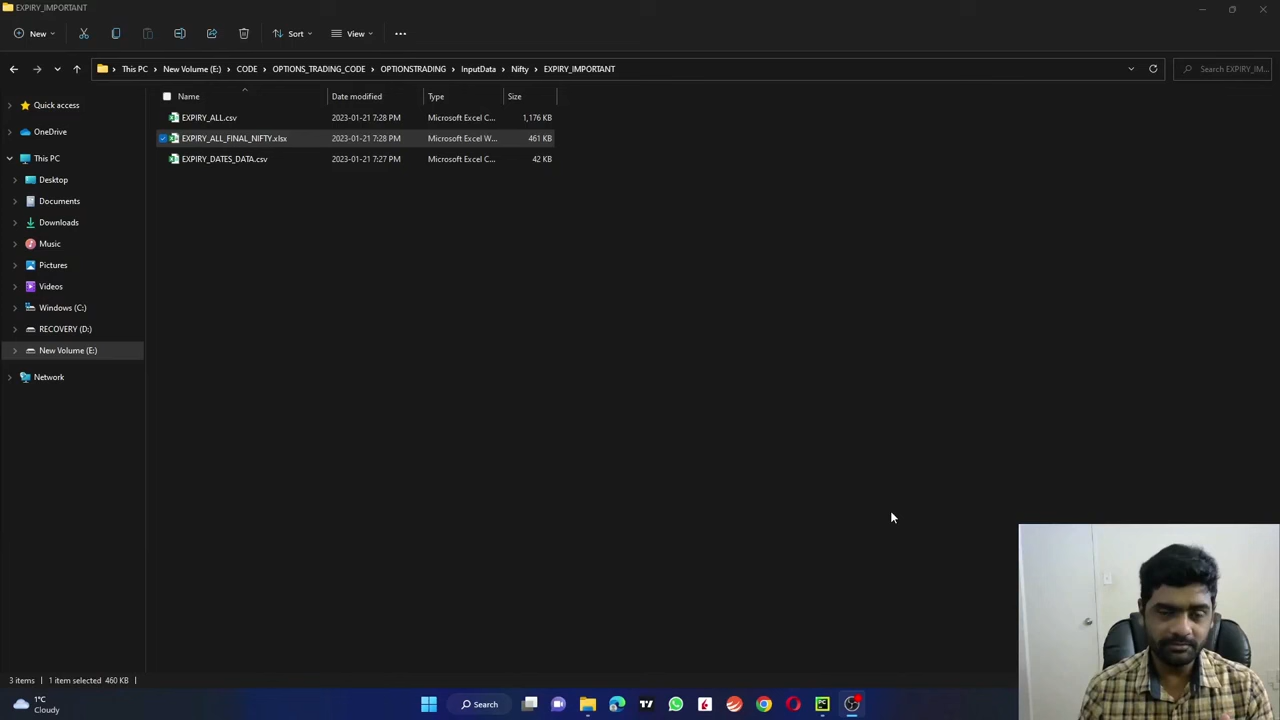 EXPIRY_IMPORTANT
New
Sort
View
This PC > New Volume (E:) > CODE > OPTIONS_TRADING_CODE > OPTIONSTRADING > InputData > Nifty > EXPIRY_IMPORTANT
Search EXPIRY_IM...
Name Date modified Type Size
EXPIRY_ALL.csv 2023-01-21 7:28 PM Microsoft Excel C... 1,176 KB
EXPIRY_ALL_FINAL_NIFTY.xlsx 2023-01-21 7:28 PM Microsoft Excel W... 461 KB
EXPIRY_DATES_DATA.csv 2023-01-21 7:27 PM Microsoft Excel C... 42 KB
Quick access
OneDrive
This PC
Desktop
Documents
Downloads
Music
Pictures
Videos
Windows (C:)
RECOVERY (D:)
New Volume (E:)
Network
3 items 1 item selected 460 KB
1°C
Cloudy
Search
PC